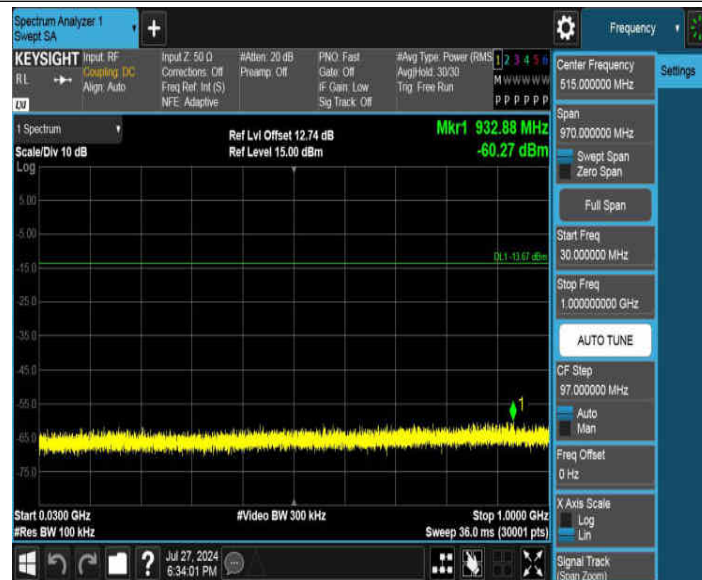 Spectrum Analyzer 1
Swept SA
+
Frequency
KEYSIGHT
RL
LXI
Input: RF
Coupling: DC
Align: Auto
Input Z: 50 Ω
Corrections: Off
Freq Ref: Int (S)
NFE: Adaptive
#Atten: 20 dB
Preamp: Off
PNO: Fast
Gate: Off
IF Gain: Low
Sig Track: Off
#Avg Type: Power (RMS
Avg|Hold: 30/30
Trig: Free Run
1 2 3 4 5 6
M W W W W W
P P P P P P
Settings
Center Frequency
515.000000 MHz
Span
970.000000 MHz
Swept Span
Zero Span
Full Span
Start Freq
30.000000 MHz
Stop Freq
1.000000000 GHz
AUTO TUNE
CF Step
97.000000 MHz
Auto
Man
Freq Offset
0 Hz
X Axis Scale
Log
Lin
Signal Track
(Span Zoom)
1 Spectrum
Scale/Div 10 dB
Log
Ref Lvl Offset 12.74 dB
Ref Level 15.00 dBm
Mkr1 932.88 MHz
-60.27 dBm
5.00
-5.00
DL1 -13.67 dBm
-15.0
-25.0
-35.0
-45.0
-55.0
1
-65.0
-75.0
Start 0.0300 GHz
#Res BW 100 kHz
#Video BW 300 kHz
Stop 1.0000 GHz
Sweep 36.0 ms (30001 pts)
?
Jul 27, 2024
6:34:01 PM